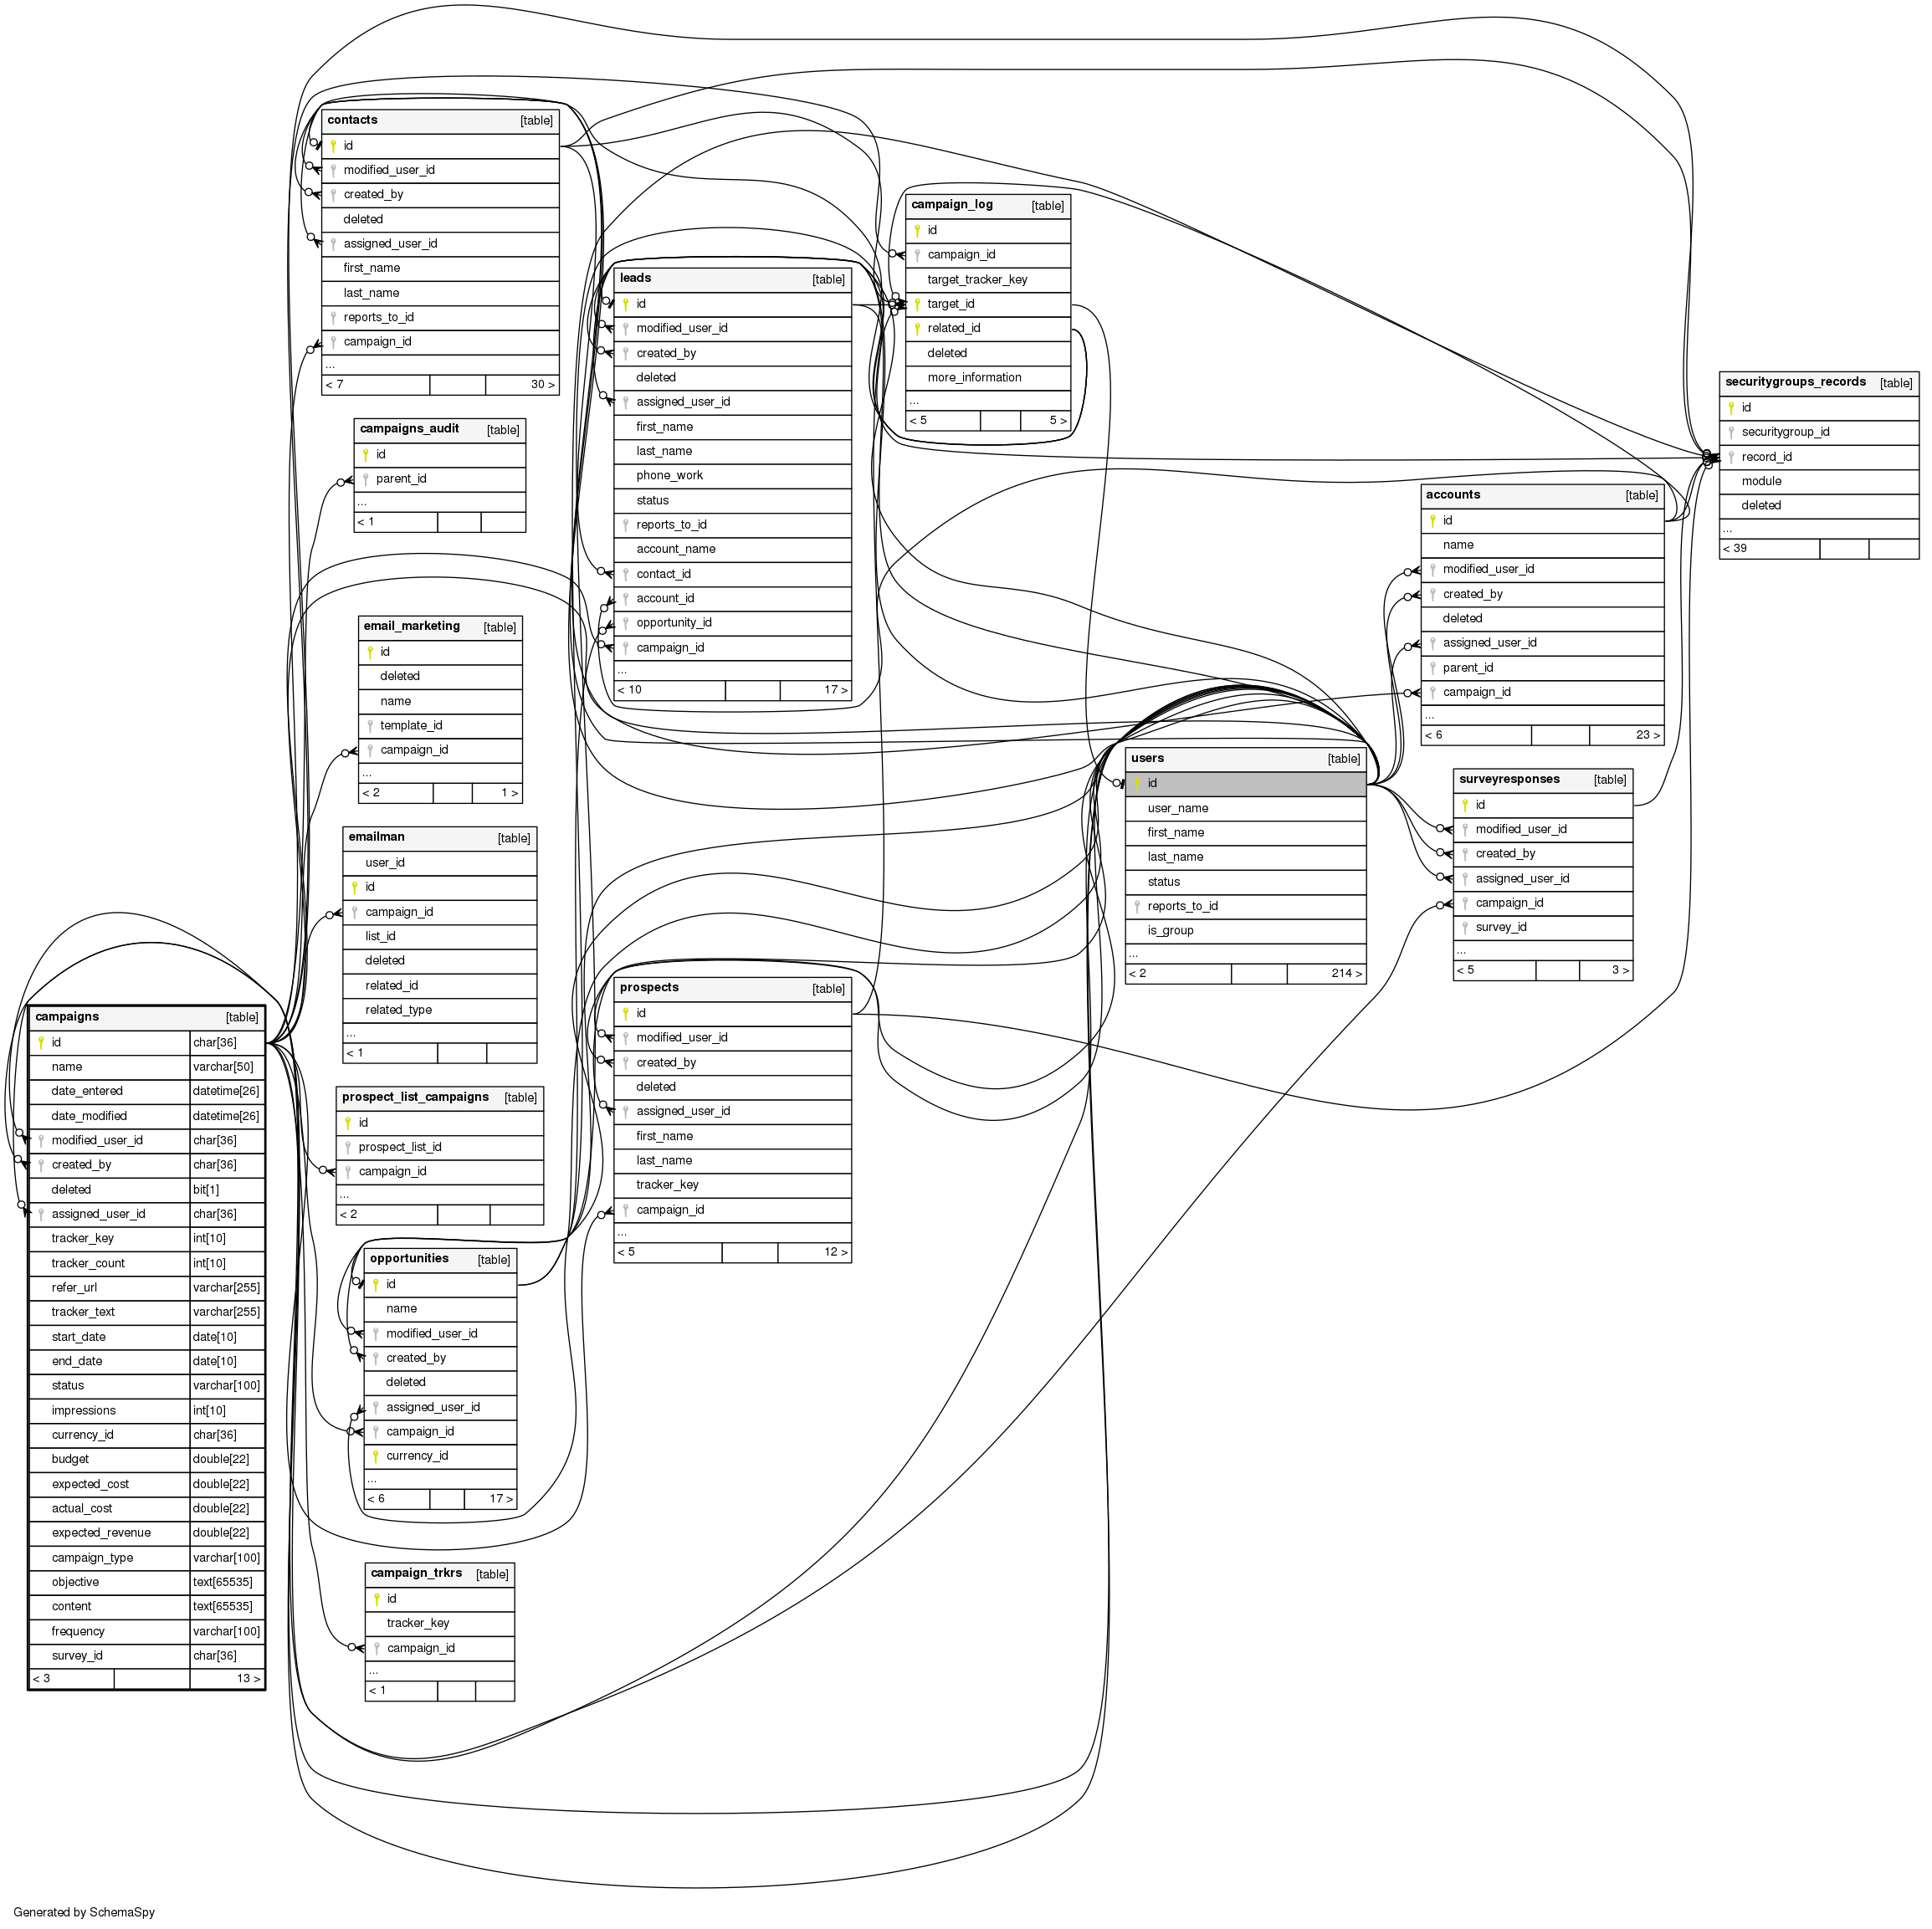 contacts [table]
id
modified_user_id
created_by
deleted
assigned_user_id
first_name
last_name
reports_to_id
campaign_id
...
< 7 30 >
campaign_log [table]
id
campaign_id
target_tracker_key
target_id
related_id
deleted
more_information
...
< 5 5 >
leads [table]
id
modified_user_id
created_by
deleted
assigned_user_id
first_name
last_name
phone_work
status
reports_to_id
account_name
contact_id
account_id
opportunity_id
campaign_id
...
< 10 17 >
securitygroups_records [table]
id
securitygroup_id
record_id
module
deleted
...
< 39
campaigns_audit [table]
id
parent_id
...
< 1
accounts [table]
id
name
modified_user_id
created_by
deleted
assigned_user_id
parent_id
campaign_id
...
< 6 23 >
email_marketing [table]
id
deleted
name
template_id
campaign_id
...
< 2 1 >
users [table]
id
user_name
first_name
last_name
status
reports_to_id
is_group
...
< 2 214 >
surveyresponses [table]
id
modified_user_id
created_by
assigned_user_id
campaign_id
survey_id
...
< 5 3 >
emailman [table]
user_id
id
campaign_id
list_id
deleted
related_id
related_type
...
< 1
prospects [table]
id
modified_user_id
created_by
deleted
assigned_user_id
first_name
last_name
tracker_key
campaign_id
...
< 5 12 >
campaigns [table]
id char[36]
name varchar[50]
date_entered datetime[26]
date_modified datetime[26]
modified_user_id char[36]
created_by char[36]
deleted bit[1]
assigned_user_id char[36]
tracker_key int[10]
tracker_count int[10]
refer_url varchar[255]
tracker_text varchar[255]
start_date date[10]
end_date date[10]
status varchar[100]
impressions int[10]
currency_id char[36]
budget double[22]
expected_cost double[22]
actual_cost double[22]
expected_revenue double[22]
campaign_type varchar[100]
objective text[65535]
content text[65535]
frequency varchar[100]
survey_id char[36]
< 3 13 >
prospect_list_campaigns [table]
id
prospect_list_id
campaign_id
...
< 2
opportunities [table]
id
name
modified_user_id
created_by
deleted
assigned_user_id
campaign_id
currency_id
...
< 6 17 >
campaign_trkrs [table]
id
tracker_key
campaign_id
...
< 1
Generated by SchemaSpy